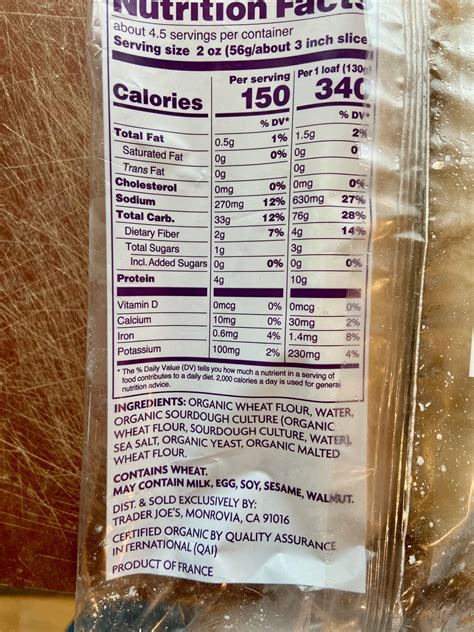 Nutrition Facts
about 4.5 servings per container
Serving size 2 oz (56g/about 3 inch slice
Per serving Per 1 loaf (130g
Calories 150 340
% DV* % DV*
Total Fat 0.5g 1% 1.5g 2%
Saturated Fat 0g 0% 0g 0
Trans Fat 0g 0g
Cholesterol 0mg 0% 0mg 0%
Sodium 270mg 12% 630mg 27%
Total Carb. 33g 12% 76g 28%
Dietary Fiber 2g 7% 4g 14%
Total Sugars 1g 3g
Incl. Added Sugars 0g 0% 0g 0%
Protein 4g 10g
Vitamin D 0mcg 0% 0mcg 0%
Calcium 10mg 0% 30mg 2%
Iron 0.6mg 4% 1.4mg 8%
Potassium 100mg 2% 230mg 4%
* The % Daily Value (DV) tells you how much a nutrient in a serving of
food contributes to a daily diet. 2,000 calories a day is used for general
nutrition advice.
INGREDIENTS: ORGANIC WHEAT FLOUR, WATER,
ORGANIC SOURDOUGH CULTURE (ORGANIC
WHEAT FLOUR, SOURDOUGH CULTURE, WATER),
SEA SALT, ORGANIC YEAST, ORGANIC MALTED
WHEAT FLOUR.
CONTAINS WHEAT.
MAY CONTAIN MILK, EGG, SOY, SESAME, WALNUT.
DIST. & SOLD EXCLUSIVELY BY:
TRADER JOE'S, MONROVIA, CA 91016
CERTIFIED ORGANIC BY QUALITY ASSURANCE
INTERNATIONAL (QAI)
PRODUCT OF FRANCE